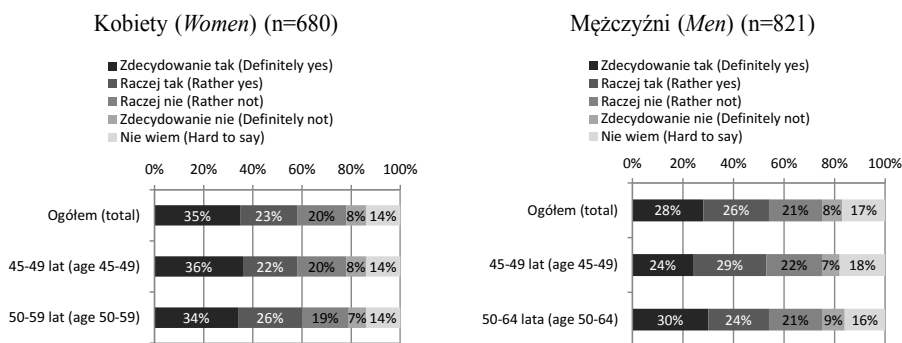 Kobiety (Women) (n=680)
Zdecydowanie tak (Definitely yes)
Raczej tak (Rather yes)
Raczej nie (Rather not)
Zdecydowanie nie (Definitely not)
Nie wiem (Hard to say)
0% 20% 40% 60% 80% 100%
Ogółem (total) 35% 23% 20% 8% 14%
45-49 lat (age 45-49) 36% 22% 20% 8% 14%
50-59 lat (age 50-59) 34% 26% 19% 7% 14%
Mężczyźni (Men) (n=821)
Zdecydowanie tak (Definitely yes)
Raczej tak (Rather yes)
Raczej nie (Rather not)
Zdecydowanie nie (Definitely not)
Nie wiem (Hard to say)
0% 20% 40% 60% 80% 100%
Ogółem (total) 28% 26% 21% 8% 17%
45-49 lat (age 45-49) 24% 29% 22% 7% 18%
50-64 lata (age 50-64) 30% 24% 21% 9% 16%